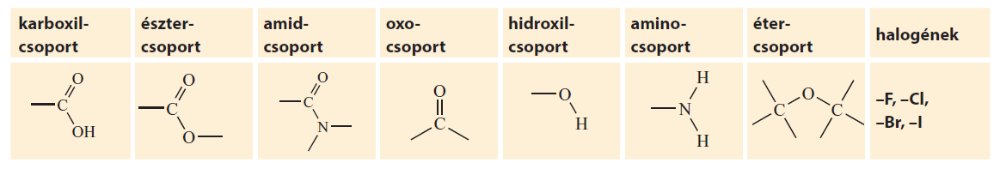 karboxil-
csoport
észter-
csoport
amid-
csoport
oxo-
csoport
hidroxil-
csoport
amino-
csoport
éter-
csoport
halogének
O
C
OH
O
C
O
O
C
N
O
C
O
H
H
N
H
O
C
C
–F, –Cl,
–Br, –I